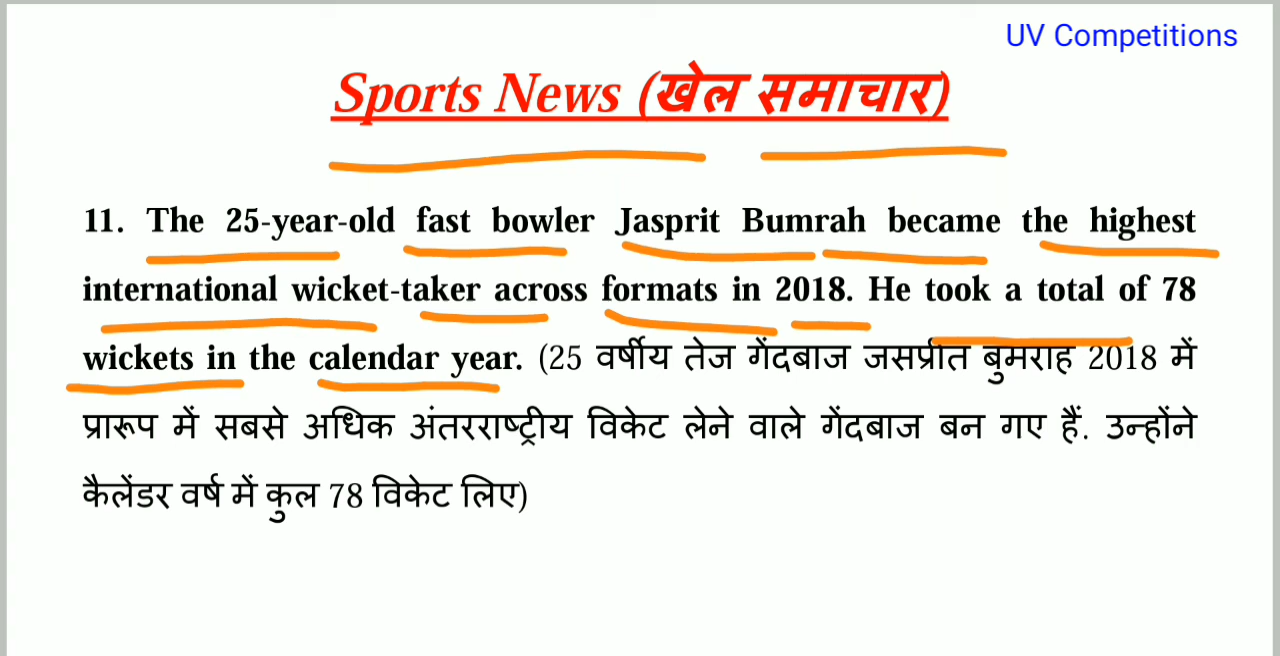 UV Competitions
Sports News (खेल समाचार)
11. The 25-year-old fast bowler Jasprit Bumrah became the highest
international wicket-taker across formats in 2018. He took a total of 78
wickets in the calendar year. (25 वर्षीय तेज गेंदबाज जसप्रीत बुमराह 2018 में
प्रारूप में सबसे अधिक अंतरराष्ट्रीय विकेट लेने वाले गेंदबाज बन गए हैं. उन्होंने
कैलेंडर वर्ष में कुल 78 विकेट लिए)